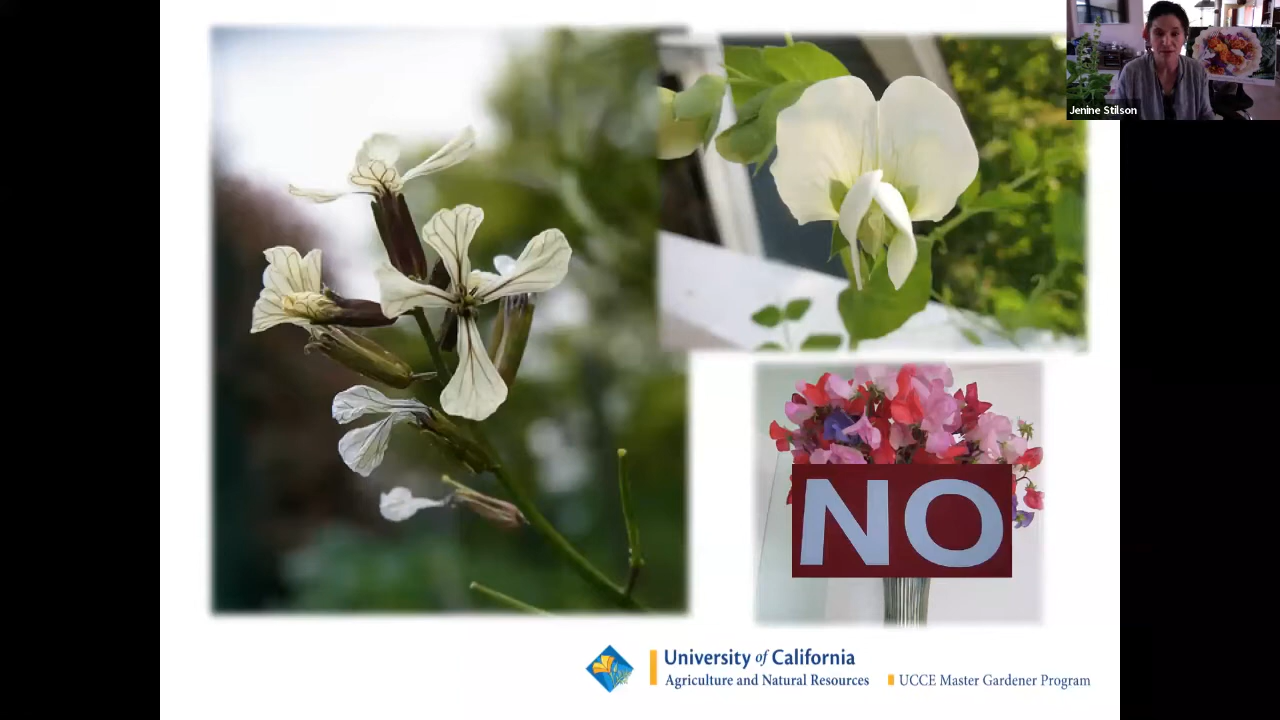 Jenine Stilson
NO
University of California
Agriculture and Natural Resources
UCCE Master Gardener Program